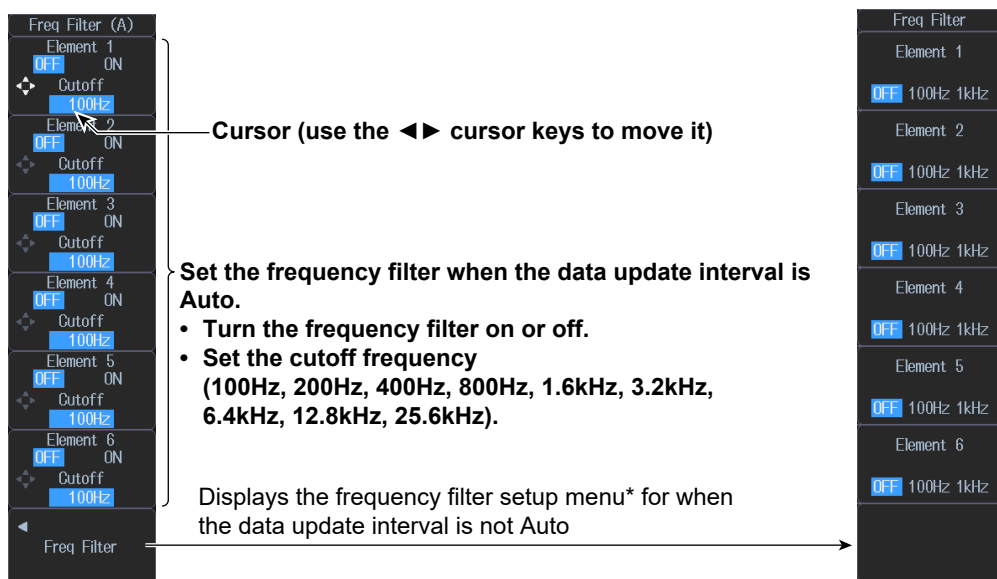 Freq Filter (A)
Element 1
OFF ON
Cutoff
100Hz
Element 2
OFF ON
Cutoff
100Hz
Element 3
OFF ON
Cutoff
100Hz
Element 4
OFF ON
Cutoff
100Hz
Element 5
OFF ON
Cutoff
100Hz
Element 6
OFF ON
Cutoff
100Hz
Freq Filter
Cursor (use the ◄► cursor keys to move it)
Set the frequency filter when the data update interval is
Auto.
• Turn the frequency filter on or off.
• Set the cutoff frequency
(100Hz, 200Hz, 400Hz, 800Hz, 1.6kHz, 3.2kHz,
6.4kHz, 12.8kHz, 25.6kHz).
Displays the frequency filter setup menu* for when
the data update interval is not Auto
Freq Filter
Element 1
OFF 100Hz 1kHz
Element 2
OFF 100Hz 1kHz
Element 3
OFF 100Hz 1kHz
Element 4
OFF 100Hz 1kHz
Element 5
OFF 100Hz 1kHz
Element 6
OFF 100Hz 1kHz